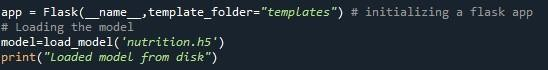 app = Flask(__name__,template_folder="templates") # initializing a flask app
# Loading the model
model=load_model('nutrition.h5')
print("Loaded model from disk")